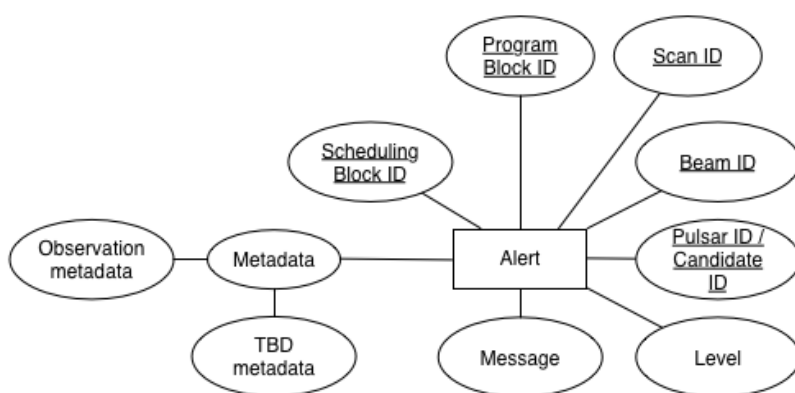 Program
Block ID
Scan ID
Scheduling
Block ID
Beam ID
Observation
metadata
Metadata
Alert
Pulsar ID /
Candidate
ID
TBD
metadata
Message
Level